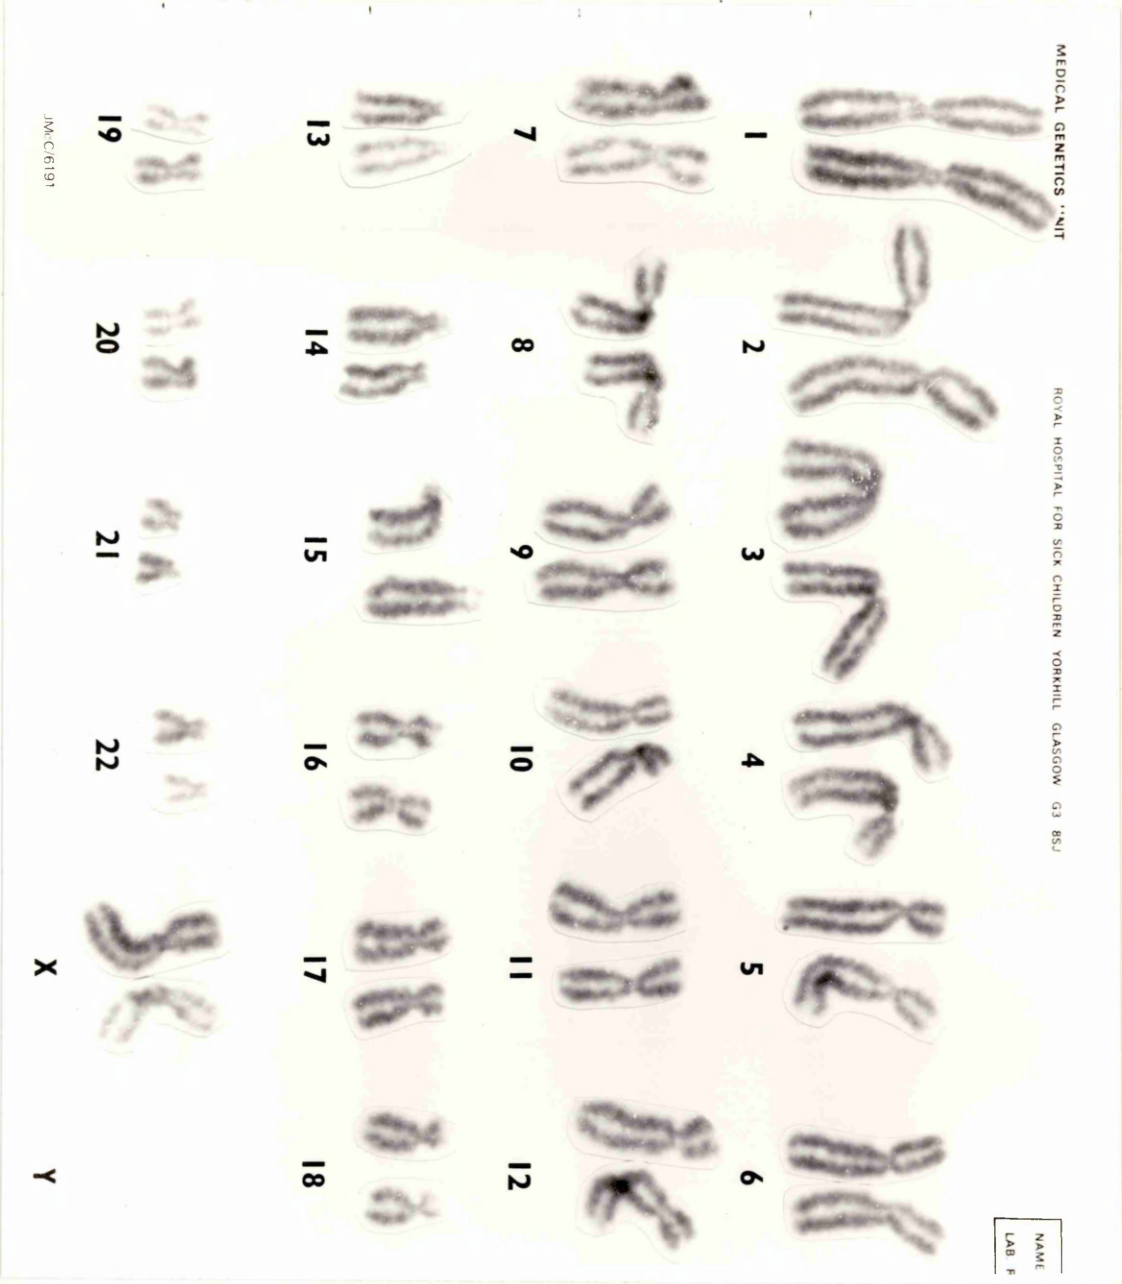 MEDICAL GENETICS UNIT
ROYAL HOSPITAL FOR SICK CHILDREN YORKHILL GLASGOW G3 8SJ
NAME
LAB
1 2 3 4 5 6
7 8 9 10 11 12
13 14 15 16 17 18
19 20 21 22 X Y
JMcC/6191